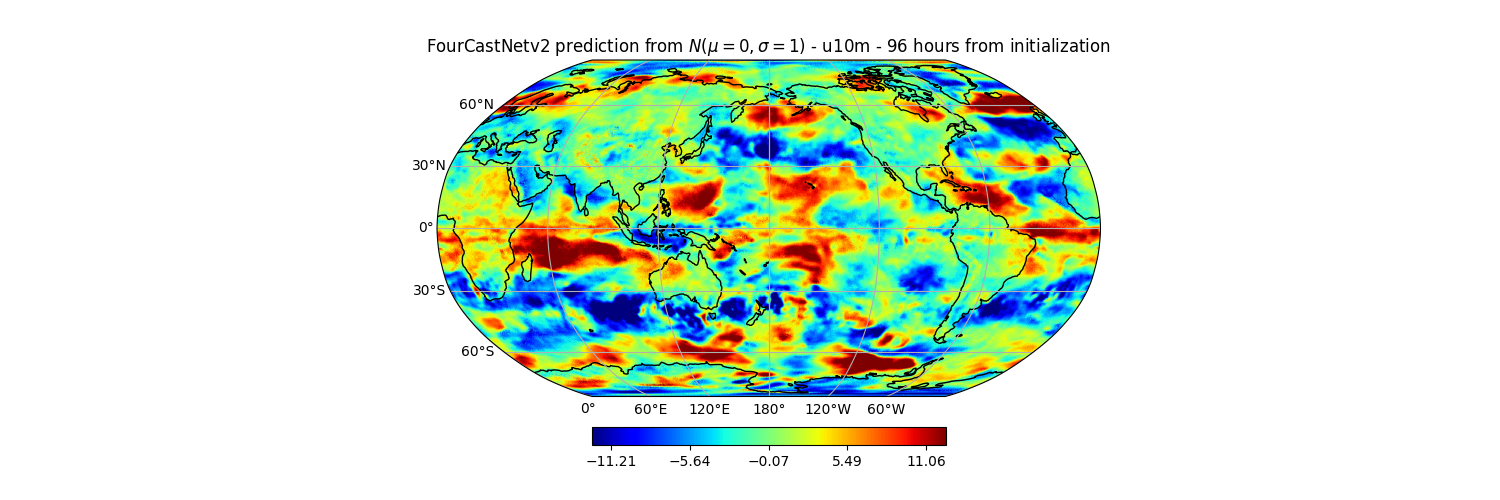 FourCastNetv2 prediction from N(μ = 0, σ = 1) - u10m - 96 hours from initialization
60°N
30°N
0°
30°S
60°S
0° 60°E 120°E 180° 120°W 60°W
−11.21 −5.64 −0.07 5.49 11.06